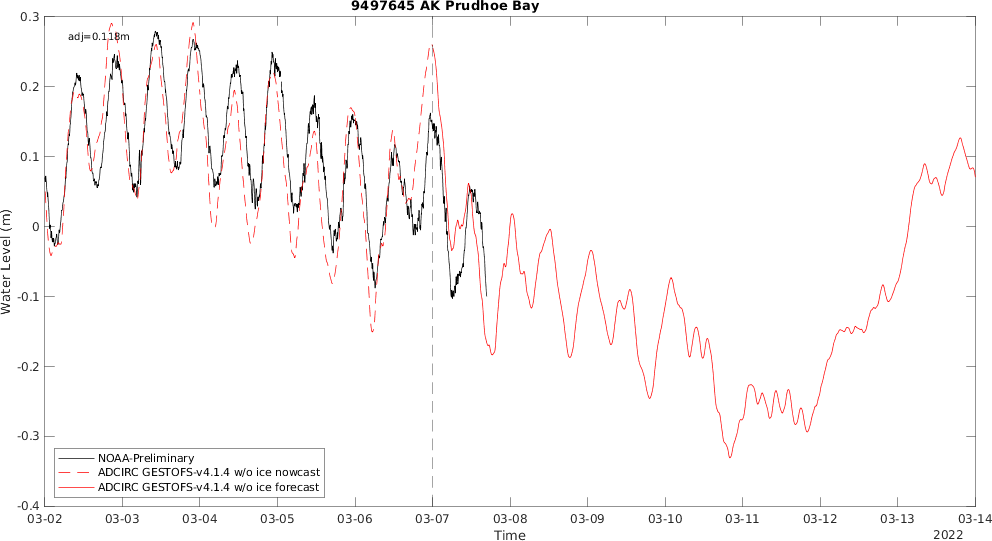 9497645 AK Prudhoe Bay
adj=0.118m
0.3
0.2
0.1
0
-0.1
-0.2
-0.3
-0.4
Water Level (m)
NOAA-Preliminary
ADCIRC GESTOFS-v4.1.4 w/o ice nowcast
ADCIRC GESTOFS-v4.1.4 w/o ice forecast
03-02 03-03 03-04 03-05 03-06 03-07 03-08 03-09 03-10 03-11 03-12 03-13 03-14
Time
2022